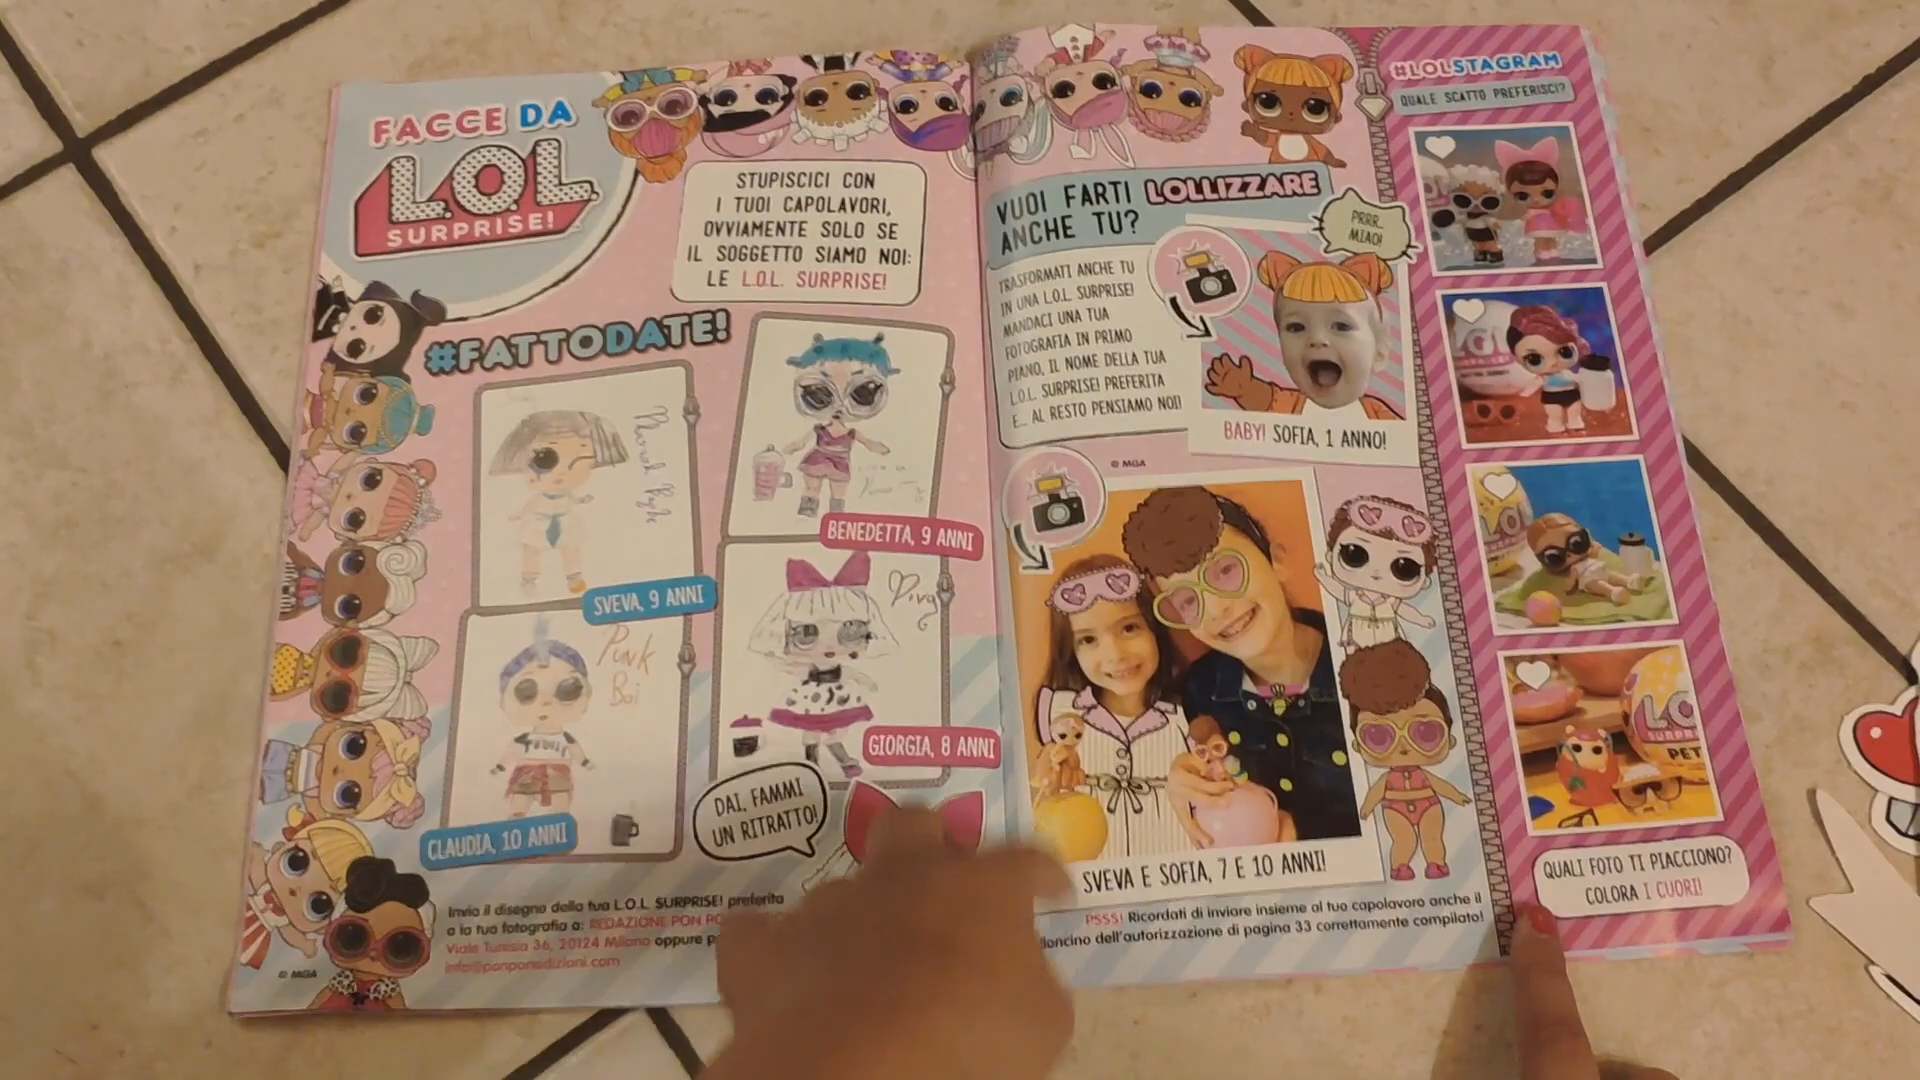 FACCE DA
L.O.L.
SURPRISE!
STUPISCICI CON
I TUOI CAPOLAVORI,
OVVIAMENTE SOLO SE
IL SOGGETTO SIAMO NOI:
LE L.O.L. SURPRISE!
#FATTODATE!
BENEDETTA, 9 ANNI
SVEVA, 9 ANNI
Punk
Boi
Diva
GIORGIA, 8 ANNI
CLAUDIA, 10 ANNI
DAI, FAMMI
UN RITRATTO!
Invia il disegno della tua L.O.L. SURPRISE! preferita
o la tua fotografia a: REDAZIONE PON
Viale Tunisia 36, 20124 Milano oppure
info@ponponedizioni.com
© MGA
VUOI FARTI LOLLIZZARE
ANCHE TU?
PRRR...
MIAO!
TRASFORMATI ANCHE TU
IN UNA L.O.L. SURPRISE!
MANDACI UNA TUA
FOTOGRAFIA IN PRIMO
PIANO, IL NOME DELLA TUA
L.O.L. SURPRISE! PREFERITA
E... AL RESTO PENSIAMO NOI!
BABY! SOFIA, 1 ANNO!
© MGA
SVEVA E SOFIA, 7 E 10 ANNI!
PSSS! Ricordati di inviare insieme al tuo capolavoro anche il
dell'autorizzazione di pagina 33 correttamente compilato!
#LOLSTAGRAM
QUALE SCATTO PREFERISCI?
PET
QUALI FOTO TI PIACCIONO?
COLORA I CUORI!